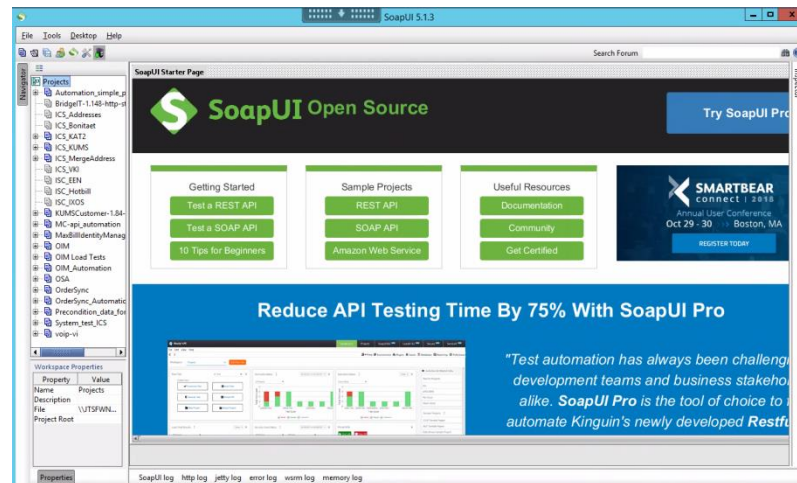 SoapUI 5.1.3
File Tools Desktop Help
Search Forum
Navigator
Projects
Automation_simple_p
BridgeIT-1.148-http-st
ICS_Addresses
ICS_Bonitaet
ICS_KAT2
ICS_KUMS
ICS_MergeAddress
ICS_VKI
ISC_EEN
ISC_Hotbill
ISC_IXOS
KUMSCustomer-1.84-
MC-api_automation
MaxBillIdentityManag
OIM
OIM Load Tests
OIM_Automation
OSA
OrderSync
OrderSync_Automatic
Precondition_data_for
System_test_ICS
voip-vi
Workspace Properties
Property Value
Name Projects
Description
File \\JTSFWN...
Project Root
Properties
SoapUI Starter Page
SoapUI Open Source
Try SoapUI Pro
Getting Started
Test a REST API
Test a SOAP API
10 Tips for Beginners
Sample Projects
REST API
SOAP API
Amazon Web Service
Useful Resources
Documentation
Community
Get Certified
SMARTBEAR
connect | 2018
Annual User Conference
Oct 29 - 30 Boston, MA
REGISTER TODAY
Reduce API Testing Time By 75% With SoapUI Pro
"Test automation has always been challengi
development teams and business stakeho
alike. SoapUI Pro is the tool of choice to
automate Kinguin's newly developed Restfu
SoapUI log http log jetty log error log wsrm log memory log